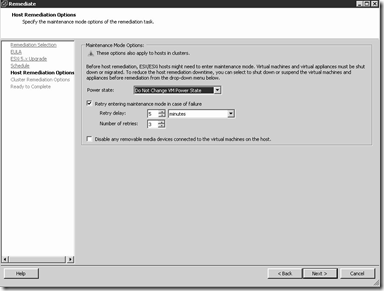 Remediate
Host Remediation Options
Specify the maintenance mode options of the remediation task.
Remediation Selection
EULA
ESXi 5.x Upgrade
Schedule
Host Remediation Options
Cluster Remediation Options
Ready to Complete
Maintenance Mode Options:
These options also apply to hosts in clusters.
Before host remediation, ESX/ESXi hosts might need to enter maintenance mode. Virtual machines and virtual appliances must be shut
down or migrated. To reduce the host remediation downtime, you can select to shut down or suspend the virtual machines and
appliances before remediation from the drop-down menu below.
Power state: Do Not Change VM Power State
Retry entering maintenance mode in case of failure
Retry delay: 5 minutes
Number of retries: 3
Disable any removable media devices connected to the virtual machines on the host.
Help
< Back
Next >
Cancel